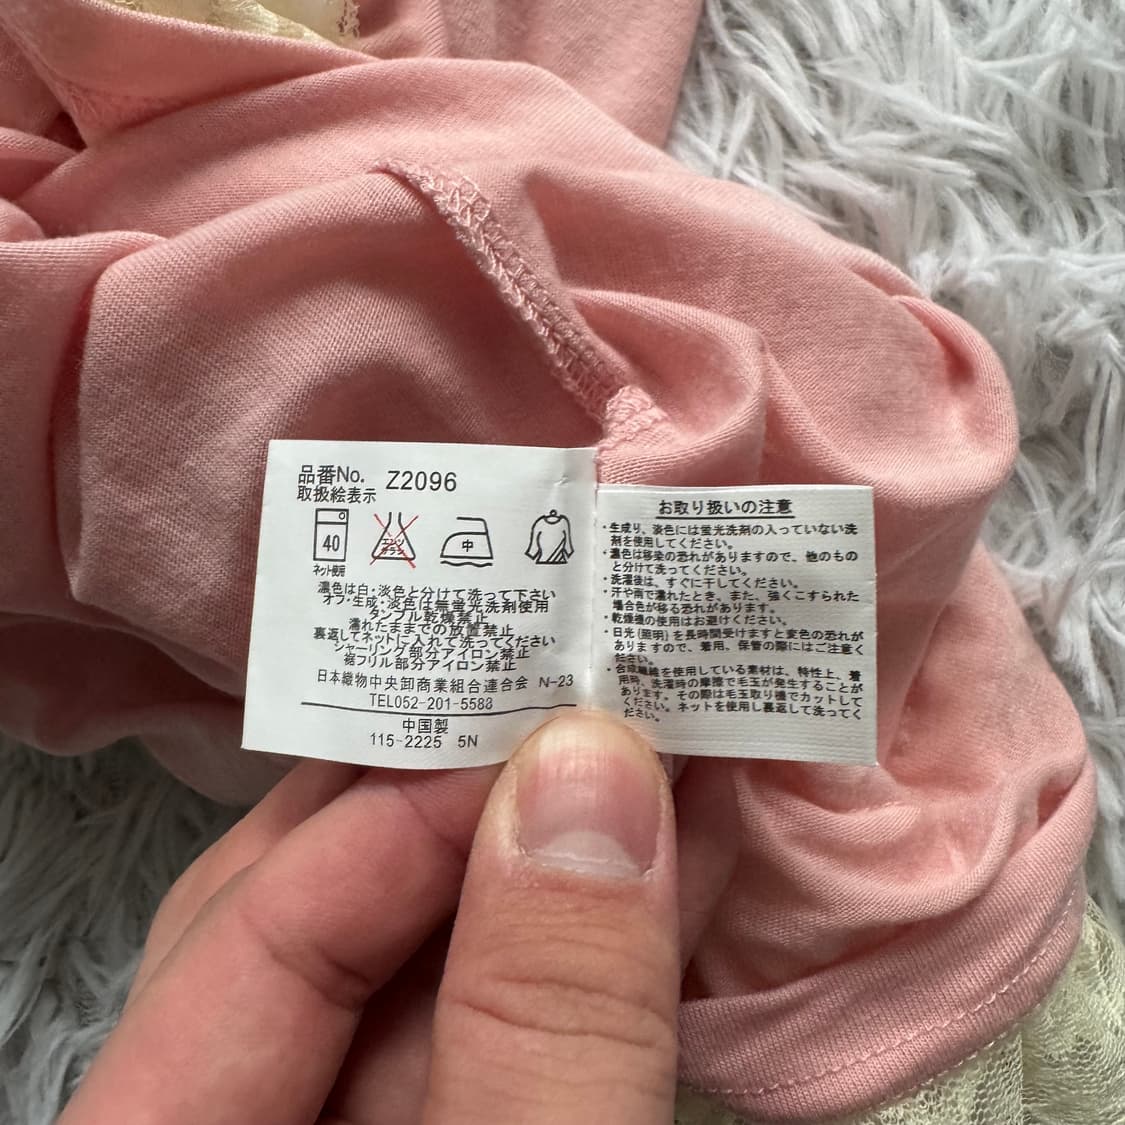 品番No. Z2096
取扱絵表示
40
ネット使用
エンソ
サラシ
中
濃色は白・淡色と分けて洗って下さい
オフ・生成・淡色は無蛍光洗剤使用
タンブル乾燥禁止
濡れたままでの放置禁止
裏返してネットに入れて洗ってください
シャーリング部分アイロン禁止
裾フリル部分アイロン禁止
日本織物中央卸商業組合連合会 N-23
TEL052-201-5588
中国製
115-2225 5N
お取り扱いの注意
・生成り、淡色には蛍光洗剤の入っていない洗
剤を使用してください。
・濃色は移染の恐れがありますので、他のもの
と分けて洗ってください。
・洗濯後は、すぐに干してください。
・汗や雨で濡れたとき、また、強くこすられた
場合色が移る恐れがあります。
・乾燥機の使用はお避けください。
・日光(照明)を長時間受けますと変色の恐れが
ありますので、着用、保管の際にはご注意く
ださい。
・合成繊維を使用している素材は、特性上、着
用時、洗濯時の摩擦で毛玉が発生することが
あります。その際は毛玉取り機でカットして
ください。ネットを使用し裏返して洗ってく
ださい。